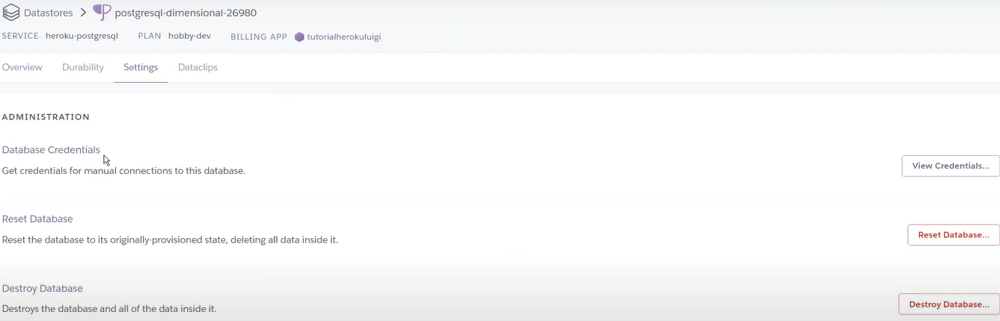 Datastores > postgresql-dimensional-26980
SERVICE heroku-postgresql PLAN hobby-dev BILLING APP tutorialherokuluigi
Overview Durability Settings Dataclips
ADMINISTRATION
Database Credentials
Get credentials for manual connections to this database.
View Credentials...
Reset Database
Reset the database to its originally-provisioned state, deleting all data inside it.
Reset Database...
Destroy Database
Destroys the database and all of the data inside it.
Destroy Database...